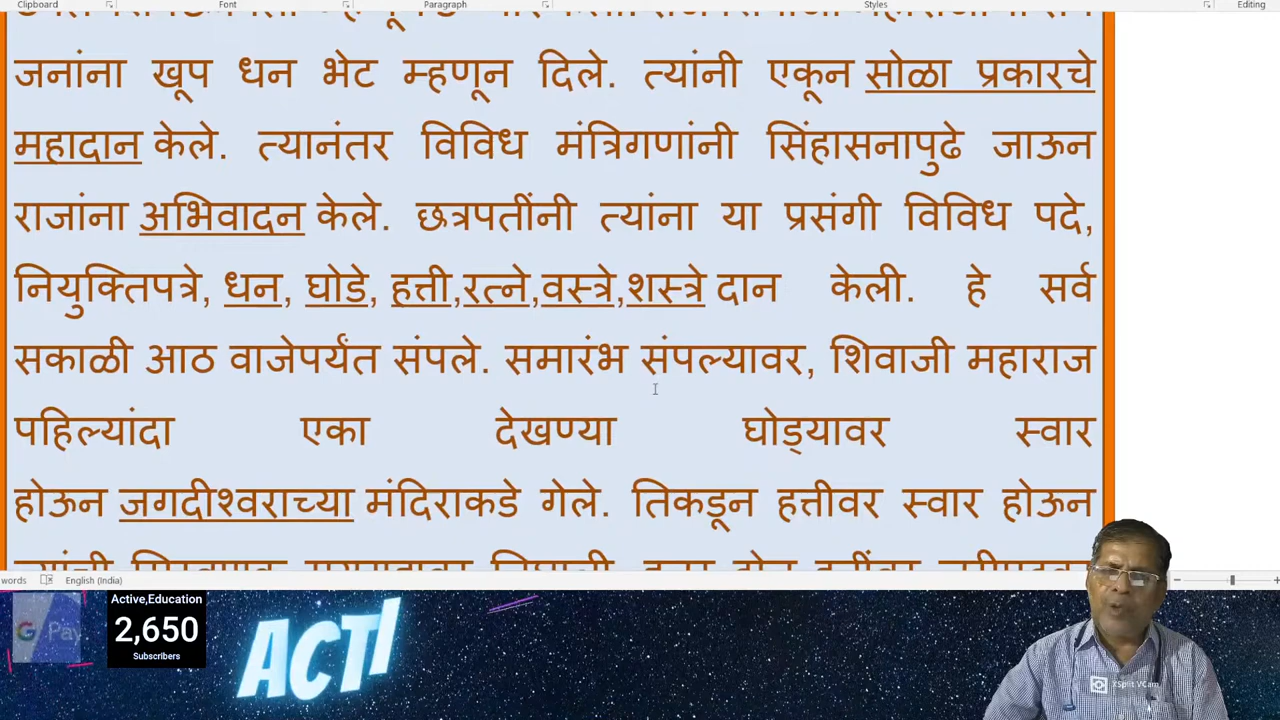 Clipboard Font Paragraph Styles Editing
जनांना खूप धन भेट म्हणून दिले. त्यांनी एकून सोळा प्रकारचे
महादान केले. त्यानंतर विविध मंत्रिगणांनी सिंहासनापुढे जाऊन
राजांना अभिवादन केले. छत्रपतींनी त्यांना या प्रसंगी विविध पदे,
नियुक्तिपत्रे, धन, घोडे, हत्ती,रत्ने,वस्त्रे,शस्त्रे दान केली. हे सर्व
सकाळी आठ वाजेपर्यंत संपले. समारंभ संपल्यावर, शिवाजी महाराज
पहिल्यांदा एका देखण्या घोड्यावर स्वार
होऊन जगदीश्वराच्या मंदिराकडे गेले. तिकडून हत्तीवर स्वार होऊन
words English (India)
G Pay
Active,Education
2,650
Subscribers
ACTI
XSplit VCam